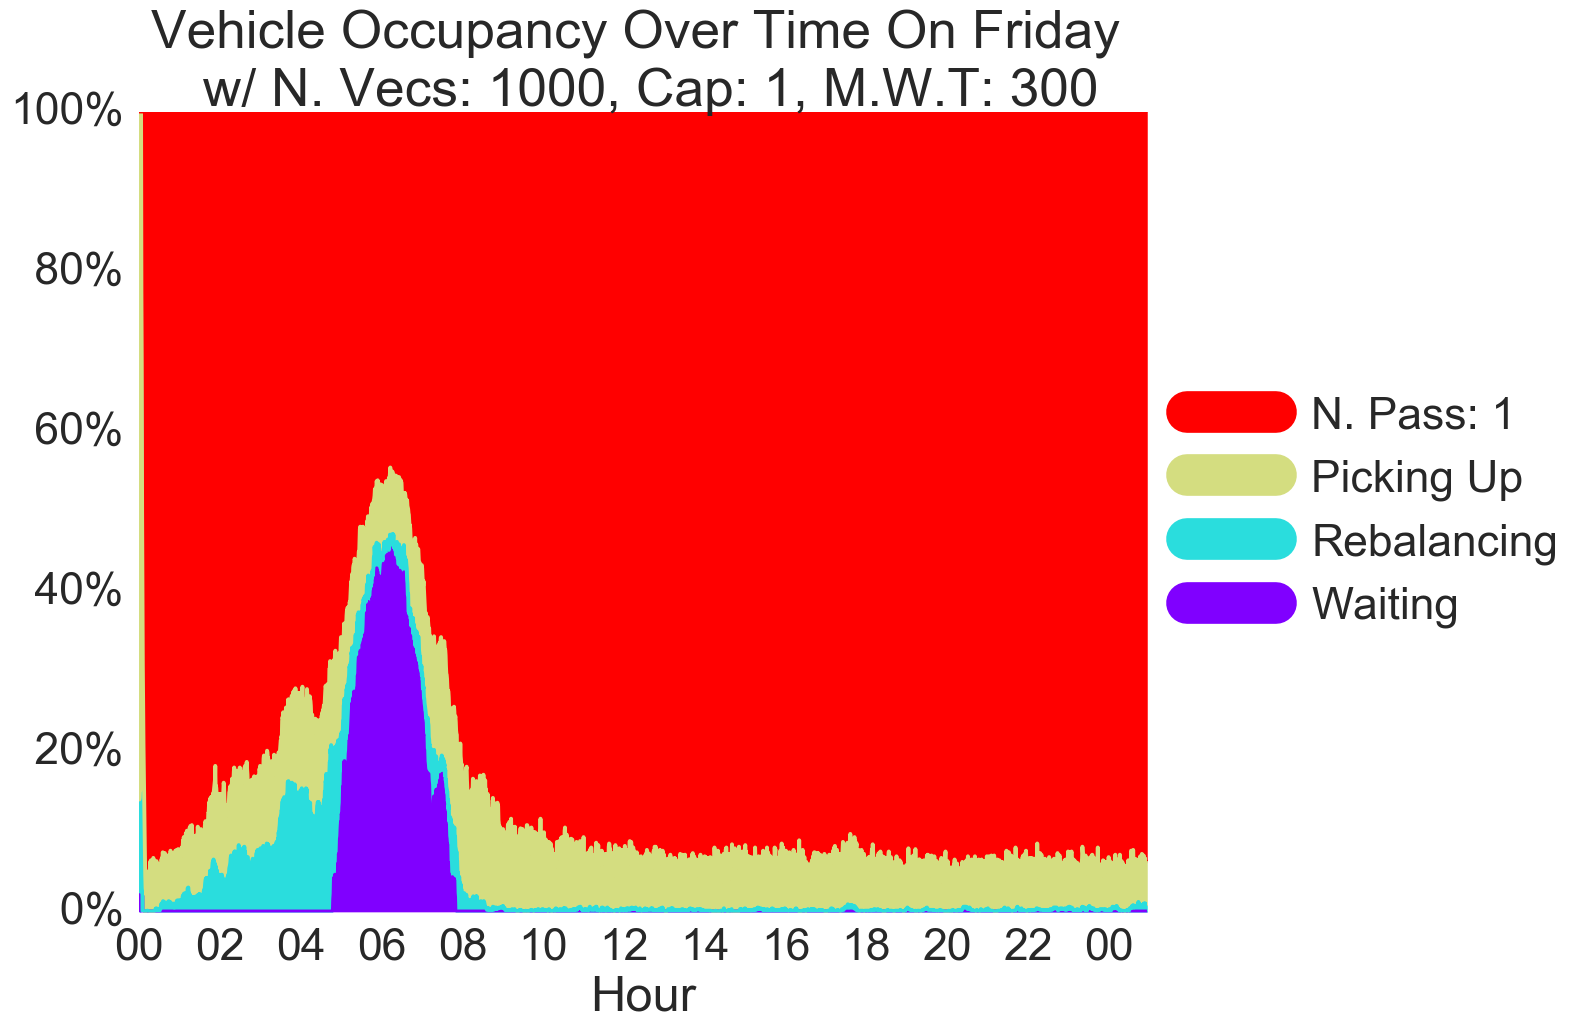 Vehicle Occupancy Over Time On Friday
w/ N. Vecs: 1000, Cap: 1, M.W.T: 300
100%
80%
60%
40%
20%
0%
00 02 04 06 08 10 12 14 16 18 20 22 00
Hour
N. Pass: 1
Picking Up
Rebalancing
Waiting